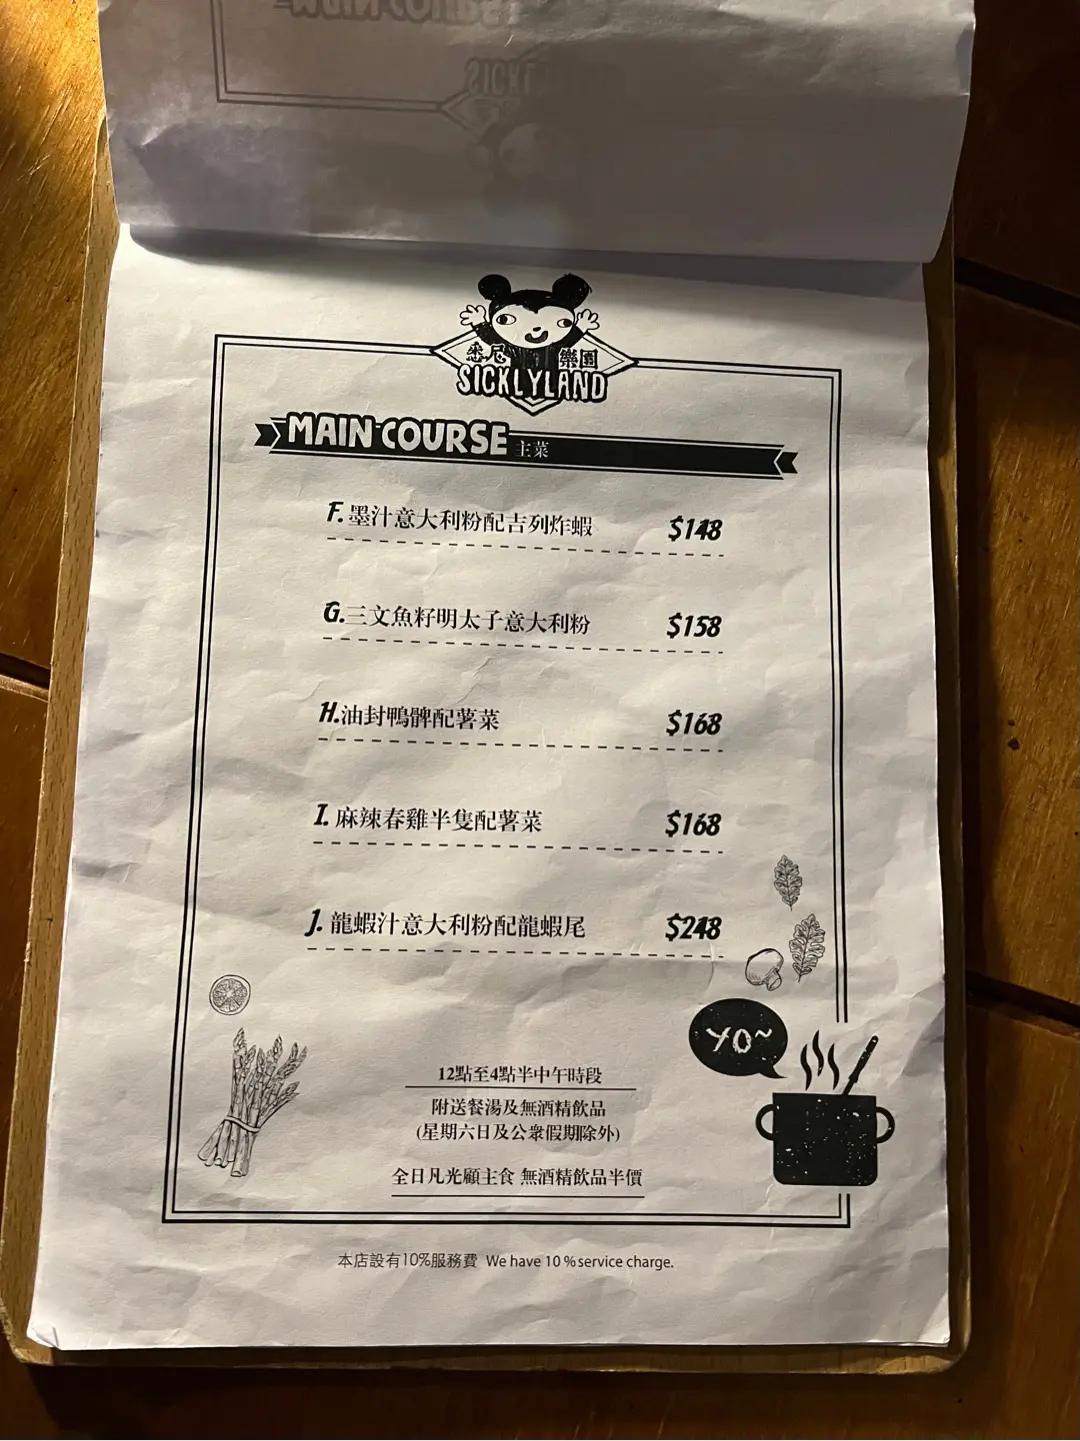 悉尼樂園
SICKLYLAND
MAIN COURSE 主菜
F. 墨汁意大利粉配吉列炸蝦 $148
G. 三文魚籽明太子意大利粉 $158
H. 油封鴨髀配薯菜 $168
I. 麻辣春雞半隻配薯菜 $168
J. 龍蝦汁意大利粉配龍蝦尾 $248
YO~
12點至4點半中午時段
附送餐湯及無酒精飲品
(星期六日及公衆假期除外)
全日凡光顧主食 無酒精飲品半價
本店設有10%服務費 We have 10 % service charge.